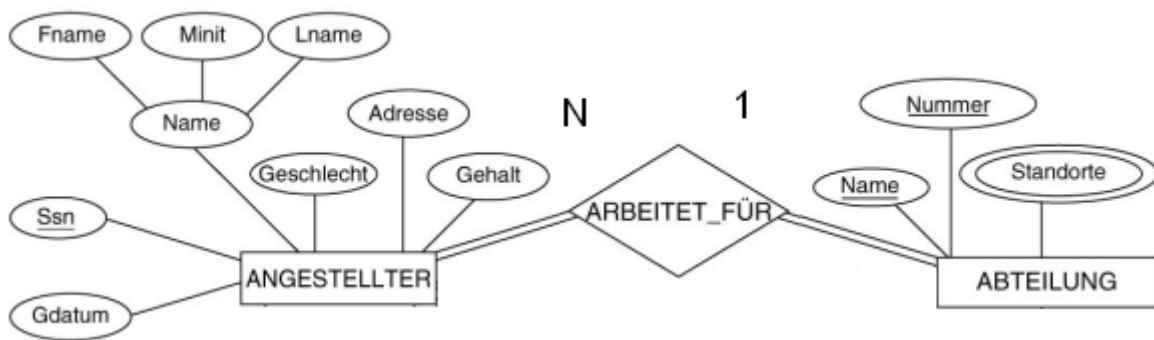 Fname
Minit
Lname
Name
Adresse
N
1
Nummer
Geschlecht
Gehalt
Name
Standorte
Ssn
ARBEITET_FÜR
ANGESTELLTER
ABTEILUNG
Gdatum